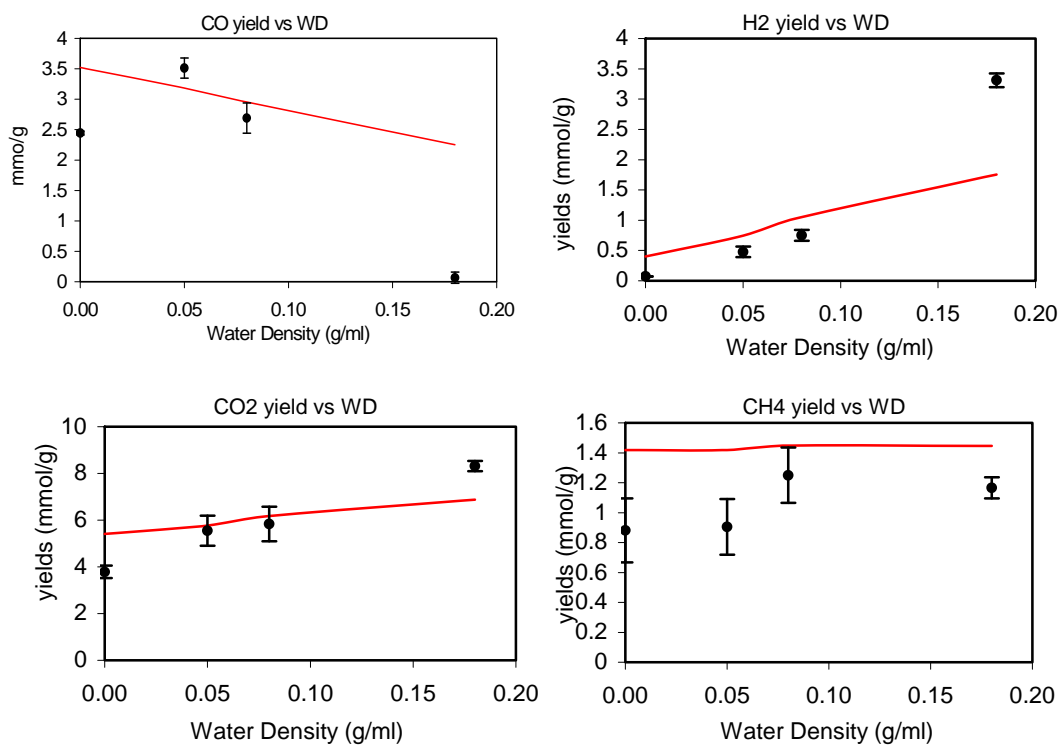 CO yield vs WD
4
3.5
3
2.5
2
1.5
1
0.5
0
mmo/g
0.00 0.05 0.10 0.15 0.20
Water Density (g/ml)
H2 yield vs WD
4
3.5
3
2.5
2
1.5
1
0.5
0
yields (mmol/g)
0.00 0.05 0.10 0.15 0.20
Water Density (g/ml)
CO2 yield vs WD
10
8
6
4
2
0
yields (mmol/g)
0.00 0.05 0.10 0.15 0.20
Water Density (g/ml)
CH4 yield vs WD
1.6
1.4
1.2
1
0.8
0.6
0.4
0.2
0
yields (mmol/g)
0.00 0.05 0.10 0.15 0.20
Water Density (g/ml)